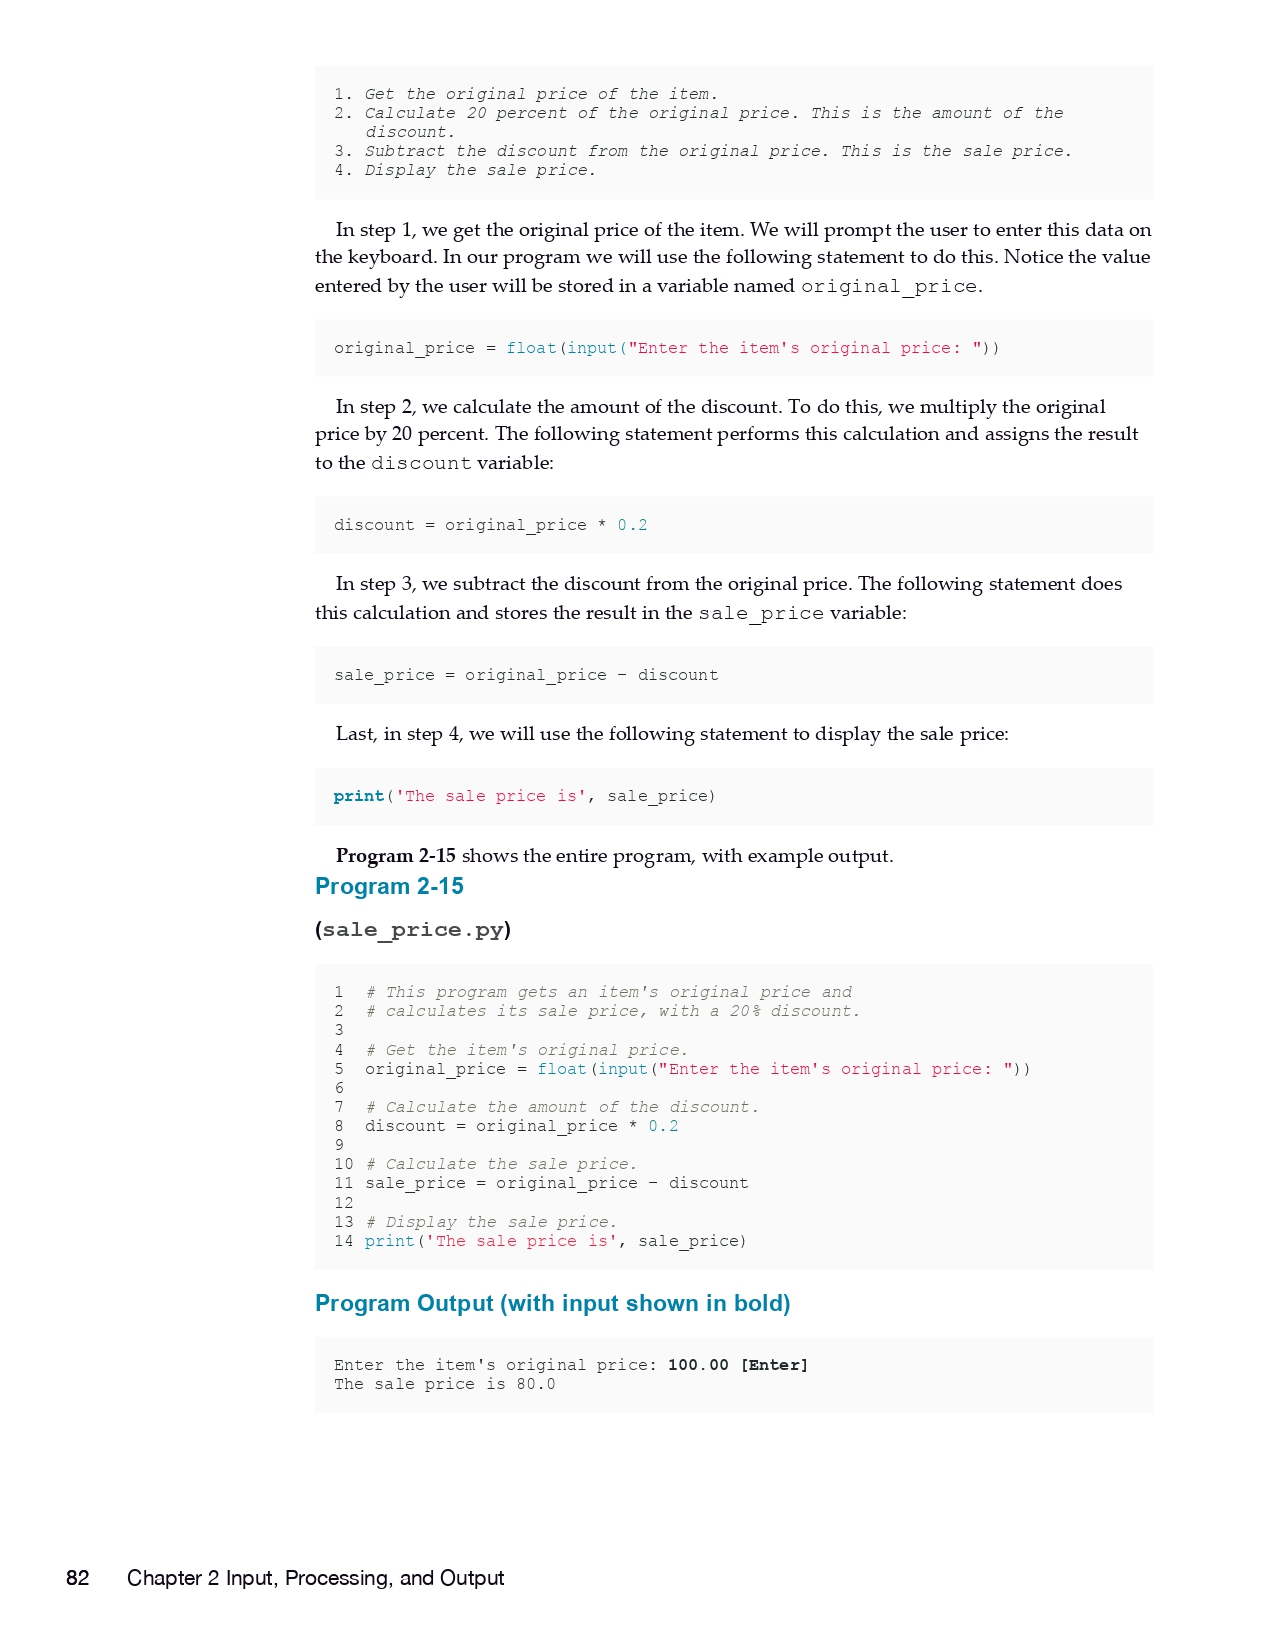 1. Get the original price of the item.
2. Calculate 20 percent of the original price. This is the amount of the
discount.
3. Subtract the discount from the original price. This is the sale price.
4. Display the sale price.
In step 1, we get the original price of the item. We will prompt the user to enter this data on
the keyboard. In our program we will use the following statement to do this. Notice the value
entered by the user will be stored in a variable named original_price.
original_price = float(input("Enter the item's original price: "))
In step 2, we calculate the amount of the discount. To do this, we multiply the original
price by 20 percent. The following statement performs this calculation and assigns the result
to the discount variable:
discount = original_price * 0.2
In step 3, we subtract the discount from the original price. The following statement does
this calculation and stores the result in the sale_price variable:
sale_price = original_price − discount
Last, in step 4, we will use the following statement to display the sale price:
print('The sale price is', sale_price)
Program 2-15 shows the entire program, with example output.
Program 2-15
(sale_price.py)
1 # This program gets an item's original price and
2 # calculates its sale price, with a 20% discount.
3
4 # Get the item's original price.
5 original_price = float(input("Enter the item's original price: "))
6
7 # Calculate the amount of the discount.
8 discount = original_price * 0.2
9
10 # Calculate the sale price.
11 sale_price = original_price − discount
12
13 # Display the sale price.
14 print('The sale price is', sale_price)
Program Output (with input shown in bold)
Enter the item's original price: 100.00 [Enter]
The sale price is 80.0
82 Chapter 2 Input, Processing, and Output